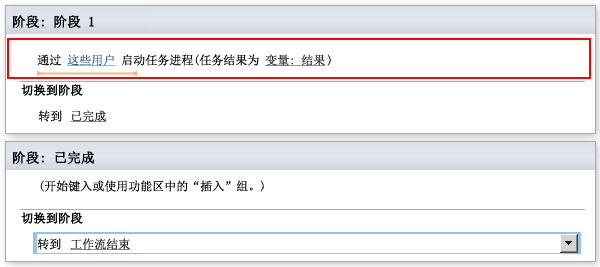 阶段：阶段 1
通过 这些用户 启动任务进程(任务结果为 变量：结果)
切换到阶段
转到 已完成
阶段：已完成
(开始键入或使用功能区中的“插入”组。)
切换到阶段
转到 工作流结束